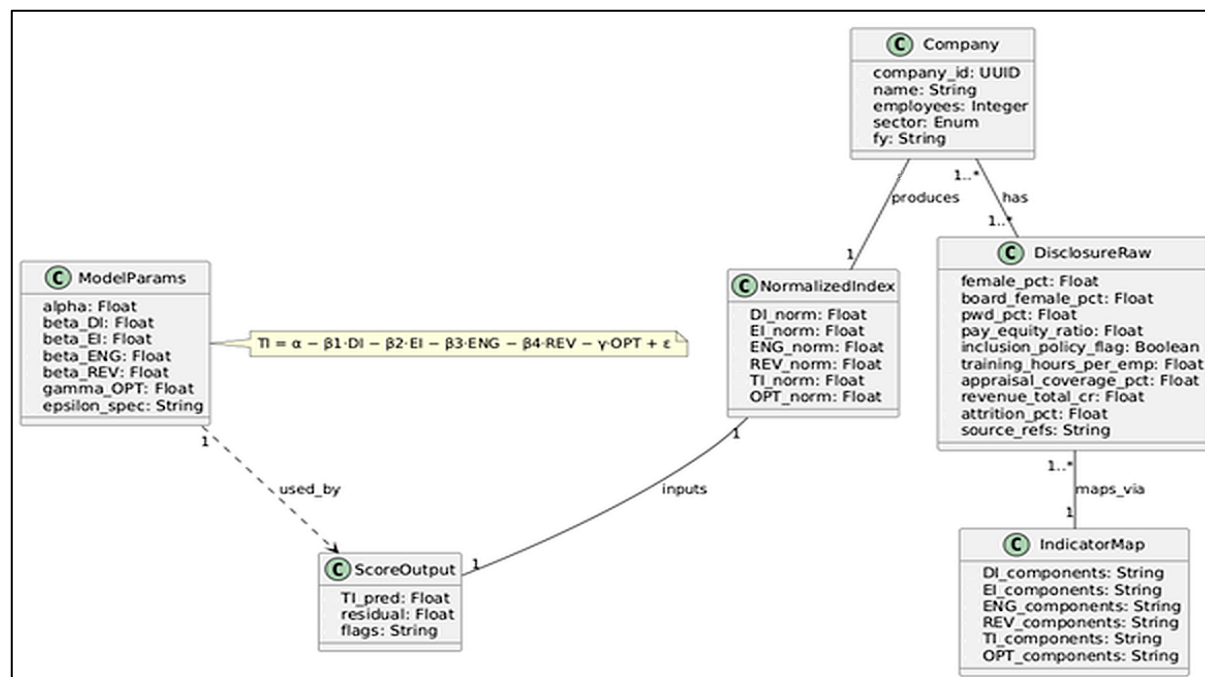 C Company
company_id: UUID
name: String
employees: Integer
sector: Enum
fy: String
1..*
produces
has
1
1..*
C ModelParams
alpha: Float
beta_DI: Float
beta_EI: Float
beta_ENG: Float
beta_REV: Float
gamma_OPT: Float
epsilon_spec: String
TI = α − β1·DI − β2·EI − β3·ENG − β4·REV − γ·OPT + ε
C NormalizedIndex
DI_norm: Float
EI_norm: Float
ENG_norm: Float
REV_norm: Float
TI_norm: Float
OPT_norm: Float
C DisclosureRaw
female_pct: Float
board_female_pct: Float
pwd_pct: Float
pay_equity_ratio: Float
inclusion_policy_flag: Boolean
training_hours_per_emp: Float
appraisal_coverage_pct: Float
revenue_total_cr: Float
attrition_pct: Float
source_refs: String
1
used_by
1
inputs
1
1..*
maps_via
1
C ScoreOutput
TI_pred: Float
residual: Float
flags: String
C IndicatorMap
DI_components: String
EI_components: String
ENG_components: String
REV_components: String
TI_components: String
OPT_components: String